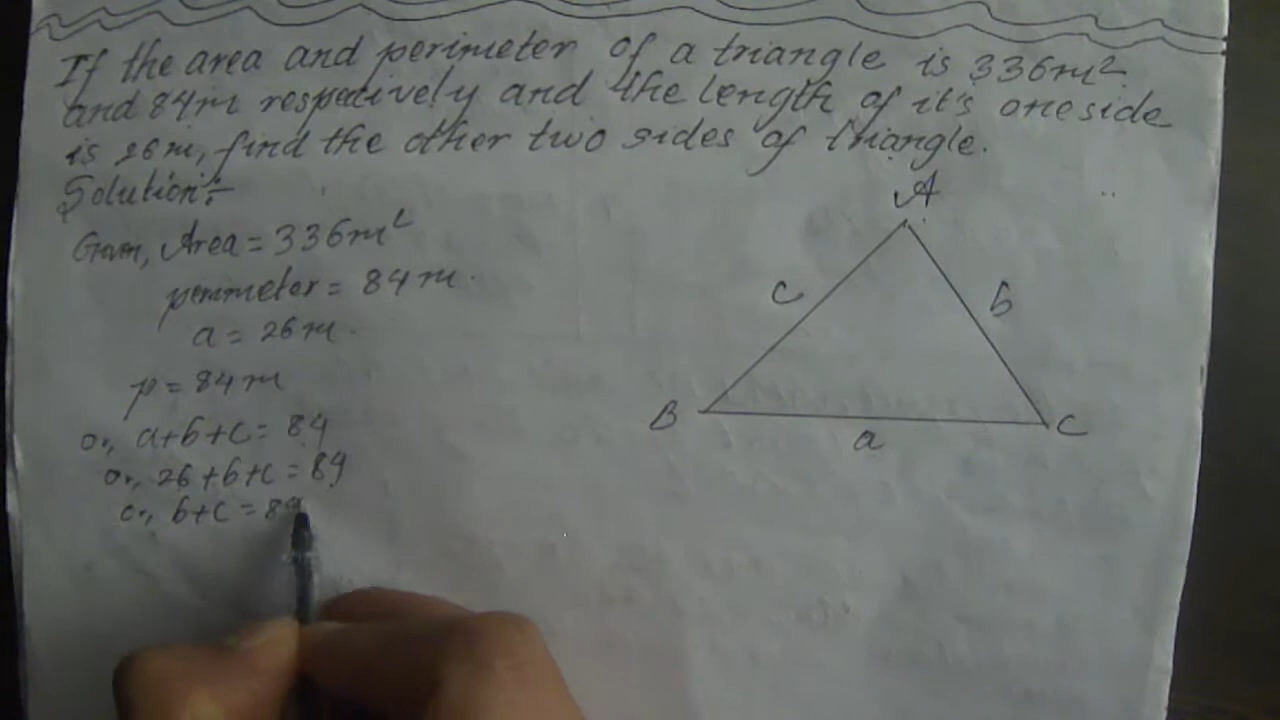 If the area and perimeter of a triangle is 336m².
and 84m respectively and the length of it's one side
is 26m, find the other two sides of triangle.
Solution:-
Given, Area = 336m²
perimeter = 84m.
a = 26m.
p = 84m
or, a+b+c = 84
or, 26+b+c = 84
or, b+c = 84
A
c
b
B
a
C